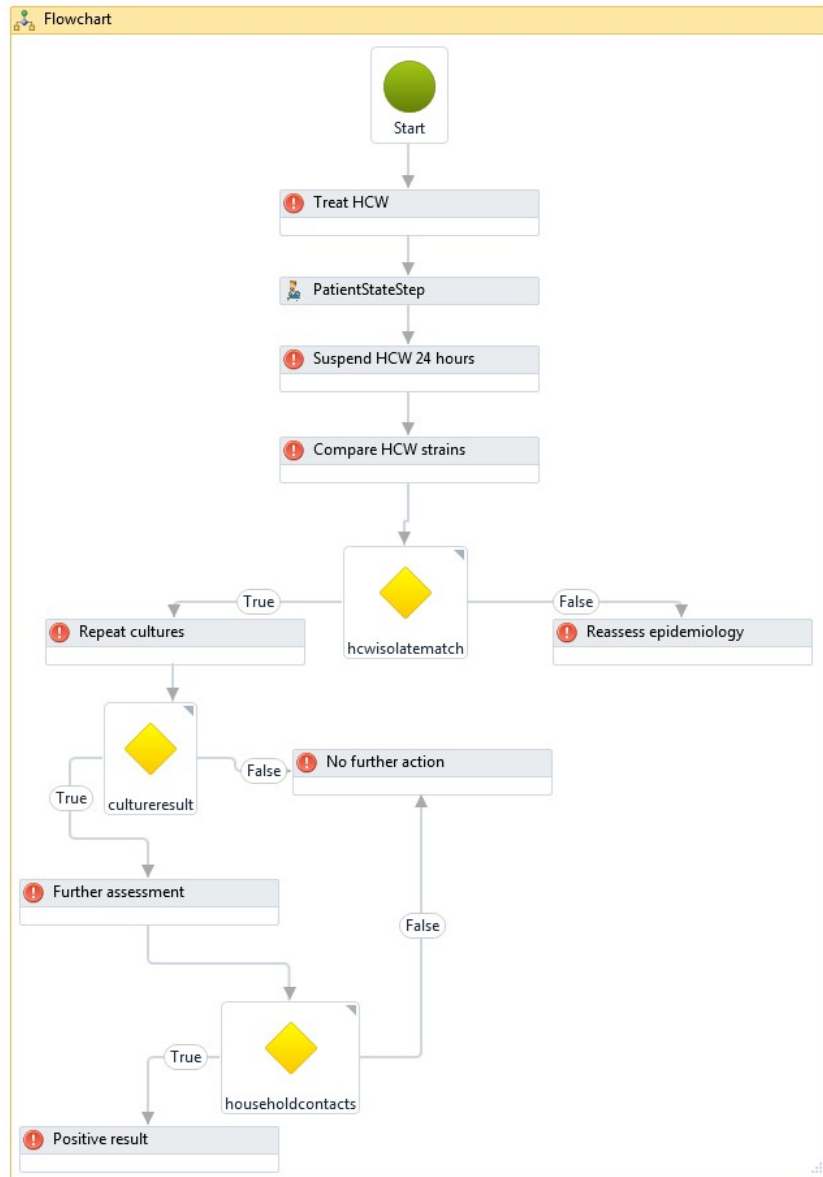 Flowchart
Start
Treat HCW
PatientStateStep
Suspend HCW 24 hours
Compare HCW strains
True
False
hcwisolatematch
Repeat cultures
Reassess epidemiology
cultureresult
False
No further action
True
Further assessment
False
householdcontacts
True
Positive result